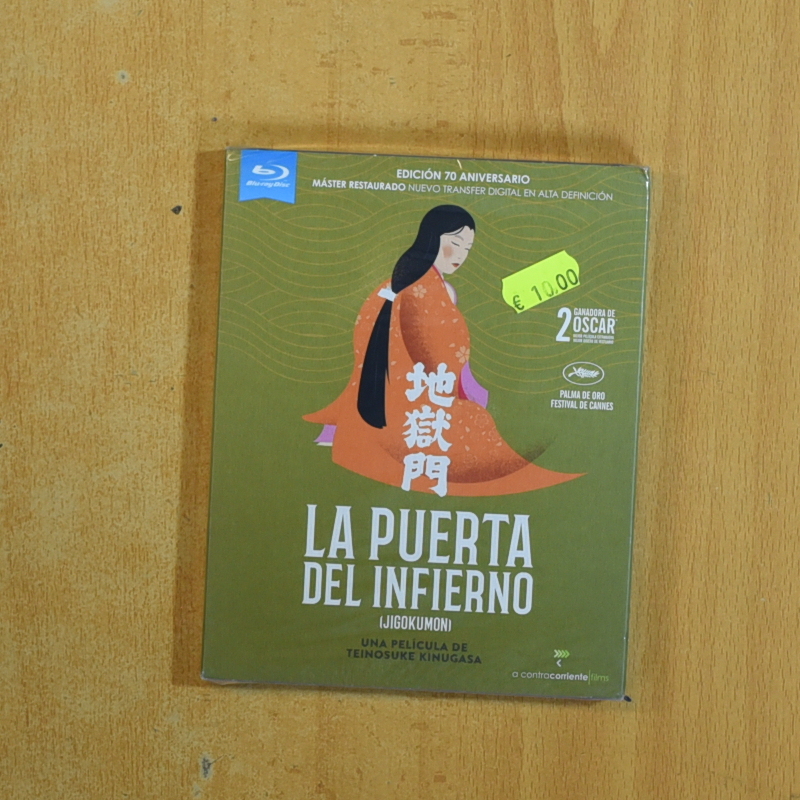 Blu-ray Disc
EDICIÓN 70 ANIVERSARIO
MÁSTER RESTAURADO NUEVO TRANSFER DIGITAL EN ALTA DEFINICIÓN
€ 10,00
2 GANADORA DE
OSCAR
PALMA DE ORO
FESTIVAL DE CANNES
地
獄
門
LA PUERTA
DEL INFIERNO
(JIGOKUMON)
UNA PELÍCULA DE
TEINOSUKE KINUGASA
a contracorriente films